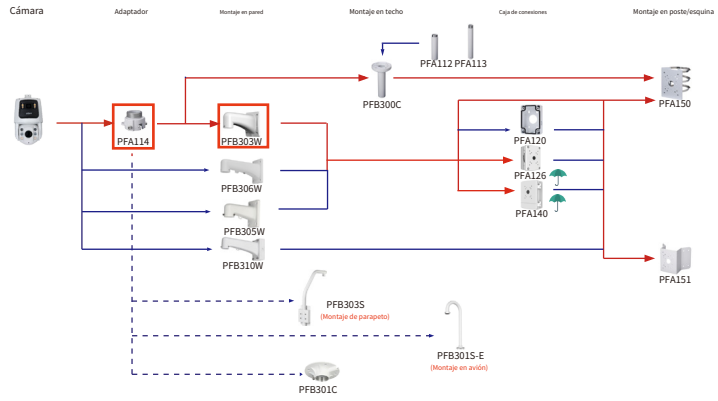 Cámara
Adaptador
Montaje en pared
Montaje en techo
Caja de conexiones
Montaje en poste/esquina
PFA112 PFA113
PFB300C
PFA150
PFA114
PFB303W
PFA120
PFB306W
PFA126
PFA140
PFB305W
PFB310W
PFA151
PFB303S
(Montaje de parapeto)
PFB301S-E
(Montaje en avión)
PFB301C